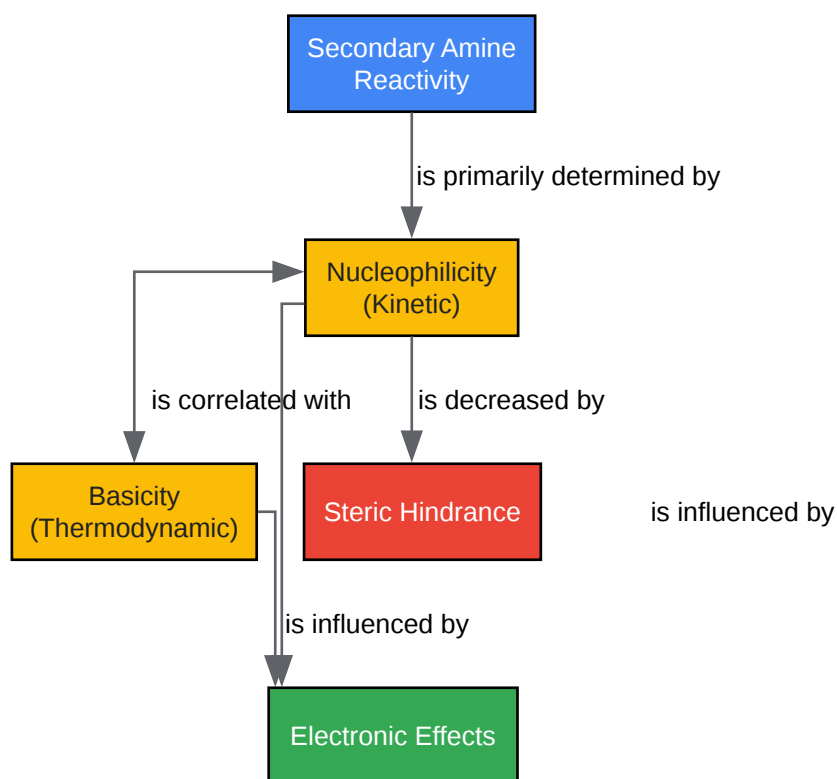 Secondary Amine
Reactivity
is primarily determined by
Nucleophilicity
(Kinetic)
is correlated with
is decreased by
Basicity
(Thermodynamic)
Steric Hindrance
is influenced by
is influenced by
Electronic Effects